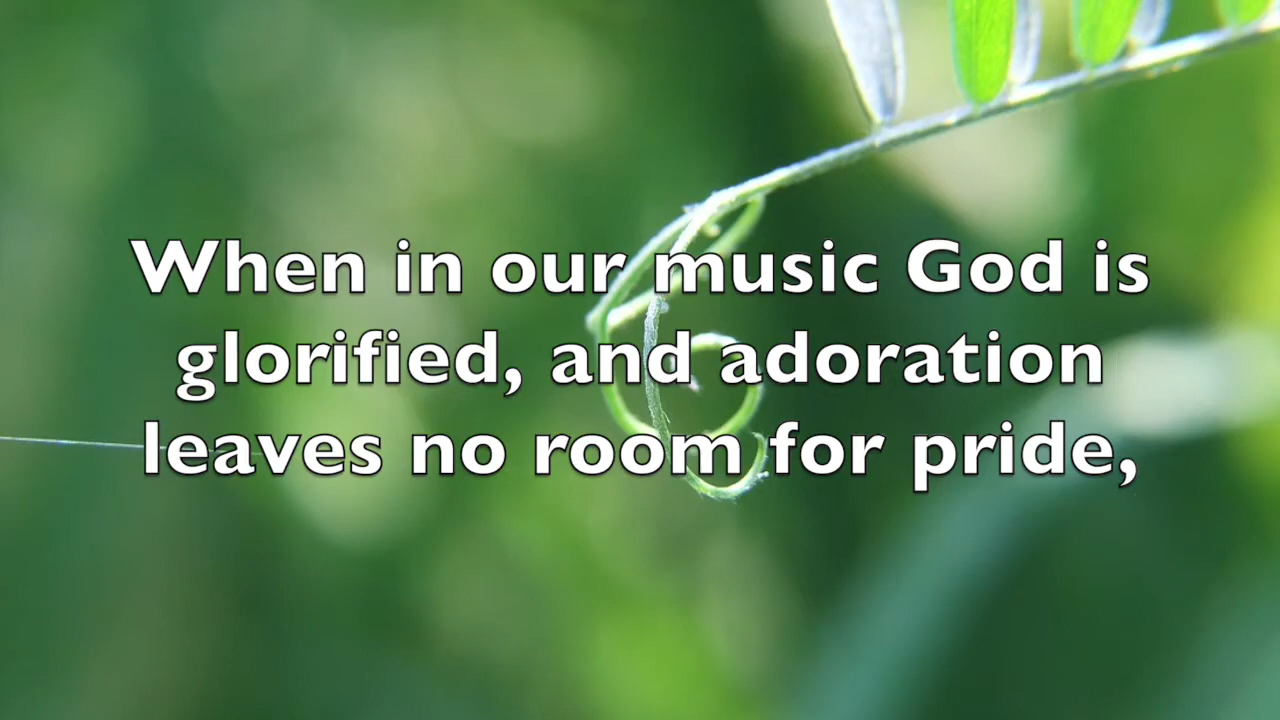 When in our music God is
glorified, and adoration
leaves no room for pride,